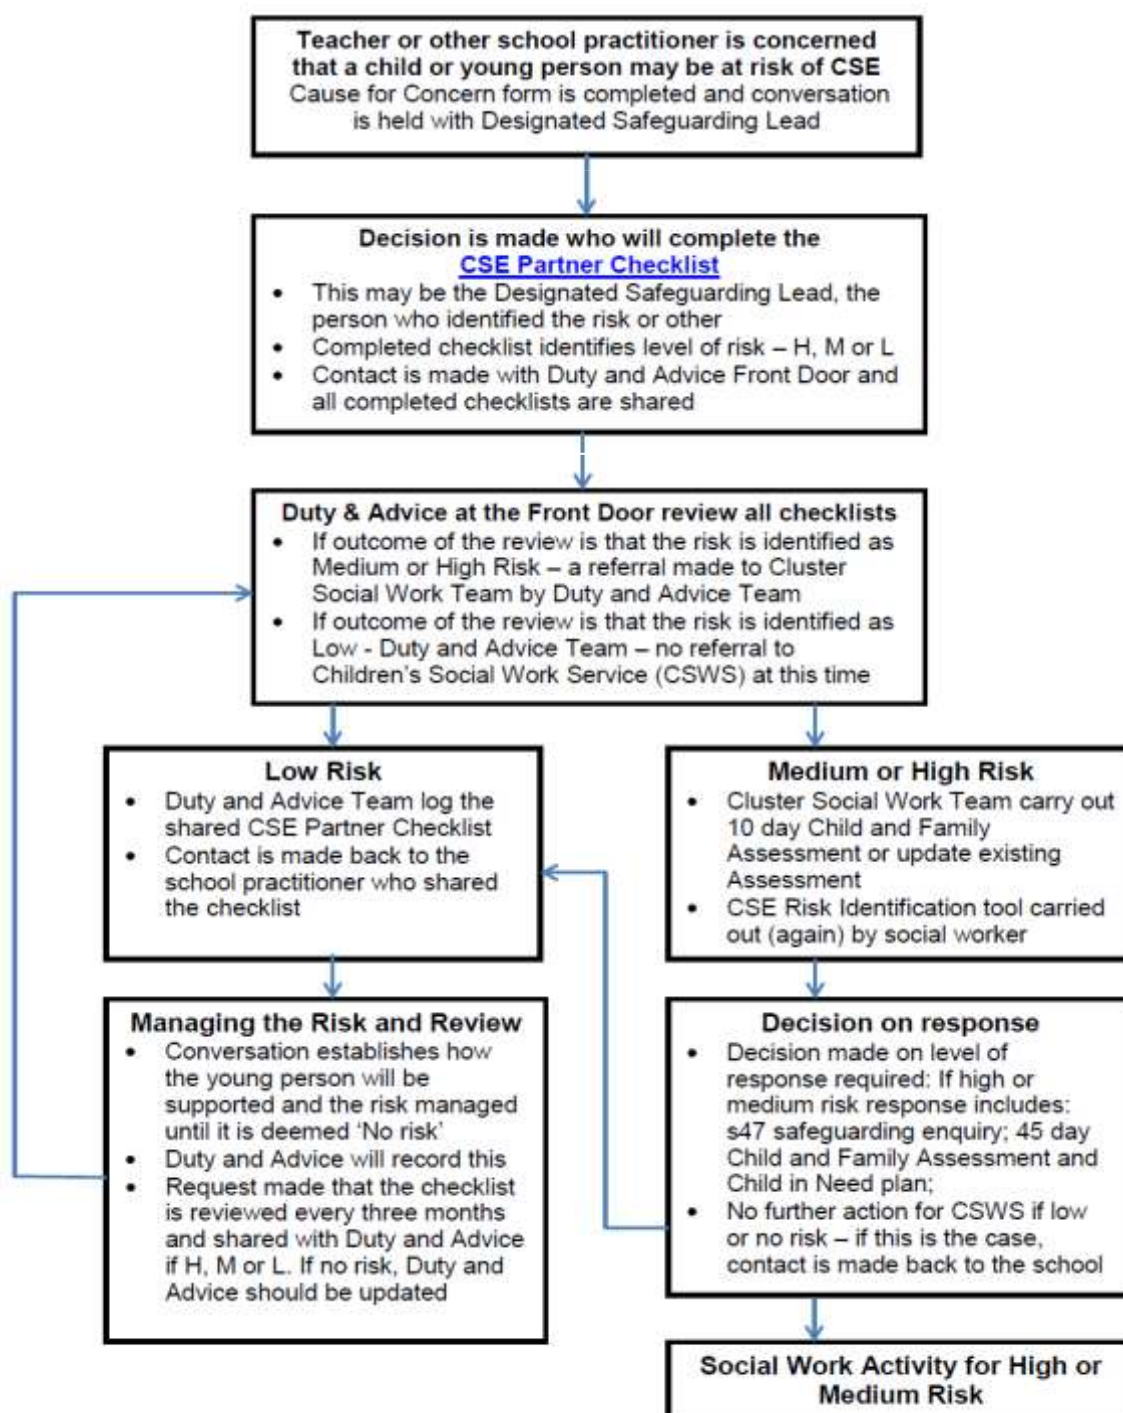 Teacher or other school practitioner is concerned
that a child or young person may be at risk of CSE
Cause for Concern form is completed and conversation
is held with Designated Safeguarding Lead
Decision is made who will complete the
CSE Partner Checklist
• This may be the Designated Safeguarding Lead, the
person who identified the risk or other
• Completed checklist identifies level of risk – H, M or L
• Contact is made with Duty and Advice Front Door and
all completed checklists are shared
Duty & Advice at the Front Door review all checklists
• If outcome of the review is that the risk is identified as
Medium or High Risk – a referral made to Cluster
Social Work Team by Duty and Advice Team
• If outcome of the review is that the risk is identified as
Low - Duty and Advice Team – no referral to
Children's Social Work Service (CSWS) at this time
Low Risk
• Duty and Advice Team log the
shared CSE Partner Checklist
• Contact is made back to the
school practitioner who shared
the checklist
Medium or High Risk
• Cluster Social Work Team carry out
10 day Child and Family
Assessment or update existing
Assessment
• CSE Risk Identification tool carried
out (again) by social worker
Managing the Risk and Review
• Conversation establishes how
the young person will be
supported and the risk managed
until it is deemed 'No risk'
• Duty and Advice will record this
• Request made that the checklist
is reviewed every three months
and shared with Duty and Advice
if H, M or L. If no risk, Duty and
Advice should be updated
Decision on response
• Decision made on level of
response required: If high or
medium risk response includes:
s47 safeguarding enquiry; 45 day
Child and Family Assessment and
Child in Need plan;
• No further action for CSWS if low
or no risk – if this is the case,
contact is made back to the school
Social Work Activity for High or
Medium Risk